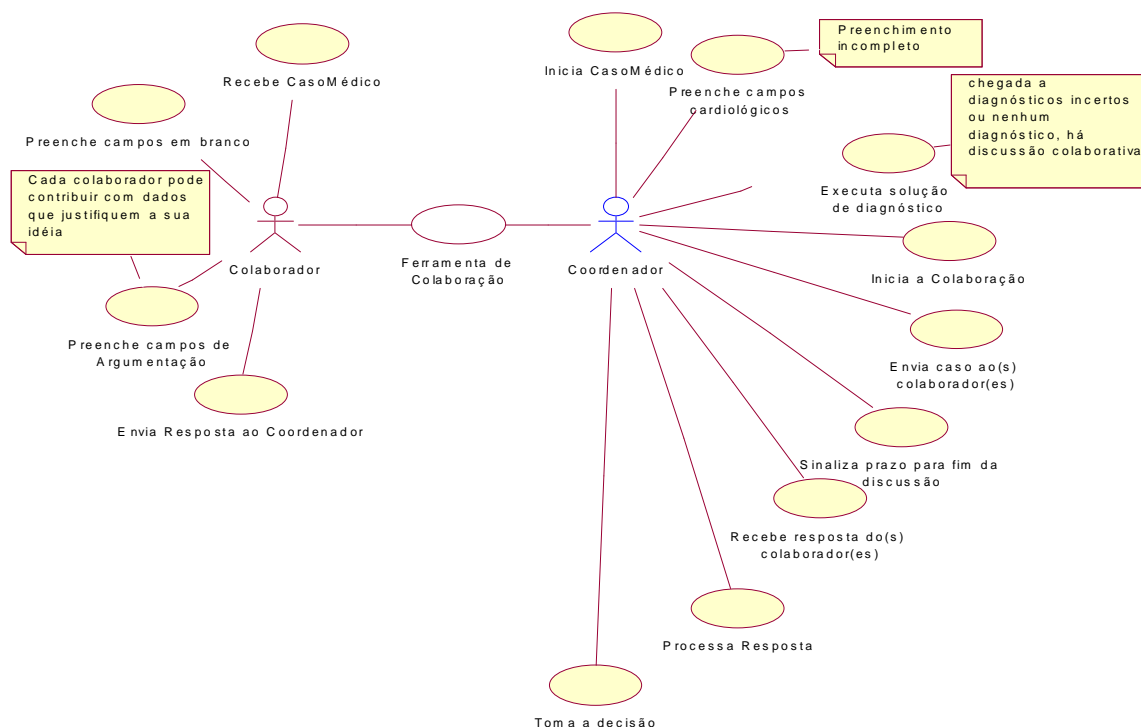 Recebe CasoMédico
Preenche campos em branco
Cada colaborador pode
contribuir com dados
que justifiquem a sua
idéia
Colaborador
Preenche campos de
Argumentação
Envia Resposta ao Coordenador
Ferramenta de
Colaboração
Inicia CasoMédico
Preenche campos
cardiológicos
Preenchimento
incompleto
chegada a
diagnósticos incertos
ou nenhum
diagnóstico, há
discussão colaborativa
Executa solução
de diagnóstico
Coordenador
Inicia a Colaboração
Envia caso ao(s)
colaborador(es)
Sinaliza prazo para fim da
discussão
Recebe resposta do(s)
colaborador(es)
Processa Resposta
Toma a decisão